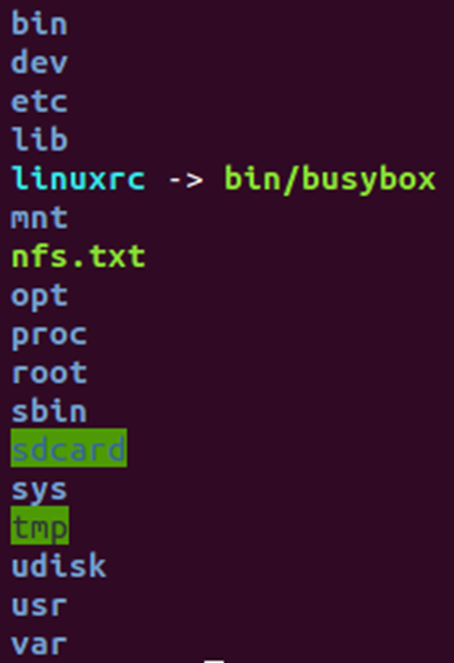 bin
dev
etc
lib
linuxrc -> bin/busybox
mnt
nfs.txt
opt
proc
root
sbin
sdcard
sys
tmp
udisk
usr
var